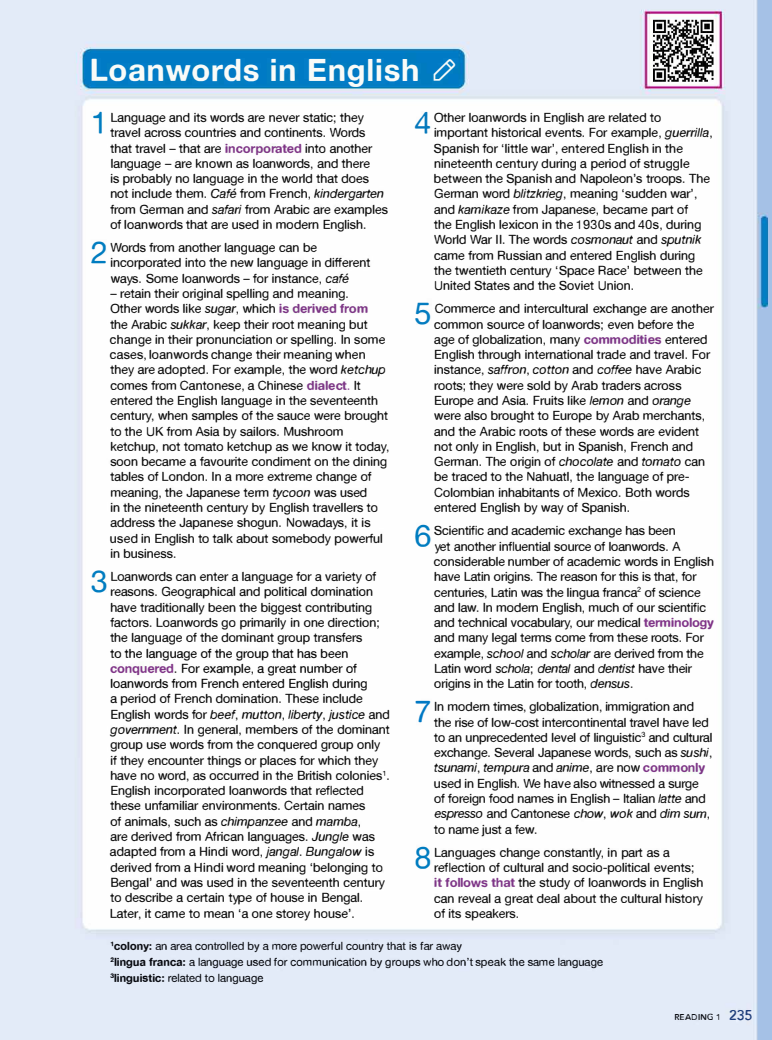 Loanwords in English
1 Language and its words are never static; they
travel across countries and continents. Words
that travel – that are incorporated into another
language – are known as loanwords, and there
is probably no language in the world that does
not include them. Café from French, kindergarten
from German and safari from Arabic are examples
of loanwords that are used in modern English.
2 Words from another language can be
incorporated into the new language in different
ways. Some loanwords – for instance, café
– retain their original spelling and meaning.
Other words like sugar, which is derived from
the Arabic sukkar, keep their root meaning but
change in their pronunciation or spelling. In some
cases, loanwords change their meaning when
they are adopted. For example, the word ketchup
comes from Cantonese, a Chinese dialect. It
entered the English language in the seventeenth
century, when samples of the sauce were brought
to the UK from Asia by sailors. Mushroom
ketchup, not tomato ketchup as we know it today,
soon became a favourite condiment on the dining
tables of London. In a more extreme change of
meaning, the Japanese term tycoon was used
in the nineteenth century by English travellers to
address the Japanese shogun. Nowadays, it is
used in English to talk about somebody powerful
in business.
3 Loanwords can enter a language for a variety of
reasons. Geographical and political domination
have traditionally been the biggest contributing
factors. Loanwords go primarily in one direction;
the language of the dominant group transfers
to the language of the group that has been
conquered. For example, a great number of
loanwords from French entered English during
a period of French domination. These include
English words for beef, mutton, liberty, justice and
government. In general, members of the dominant
group use words from the conquered group only
if they encounter things or places for which they
have no word, as occurred in the British colonies¹.
English incorporated loanwords that reflected
these unfamiliar environments. Certain names
of animals, such as chimpanzee and mamba,
are derived from African languages. Jungle was
adapted from a Hindi word, jangal. Bungalow is
derived from a Hindi word meaning ‘belonging to
Bengal’ and was used in the seventeenth century
to describe a certain type of house in Bengal.
Later, it came to mean ‘a one storey house’.
4 Other loanwords in English are related to
important historical events. For example, guerrilla,
Spanish for ‘little war’, entered English in the
nineteenth century during a period of struggle
between the Spanish and Napoleon’s troops. The
German word blitzkrieg, meaning ‘sudden war’,
and kamikaze from Japanese, became part of
the English lexicon in the 1930s and 40s, during
World War II. The words cosmonaut and sputnik
came from Russian and entered English during
the twentieth century ‘Space Race’ between the
United States and the Soviet Union.
5 Commerce and intercultural exchange are another
common source of loanwords; even before the
age of globalization, many commodities entered
English through international trade and travel. For
instance, saffron, cotton and coffee have Arabic
roots; they were sold by Arab traders across
Europe and Asia. Fruits like lemon and orange
were also brought to Europe by Arab merchants,
and the Arabic roots of these words are evident
not only in English, but in Spanish, French and
German. The origin of chocolate and tomato can
be traced to the Nahuatl, the language of pre-
Colombian inhabitants of Mexico. Both words
entered English by way of Spanish.
6 Scientific and academic exchange has been
yet another influential source of loanwords. A
considerable number of academic words in English
have Latin origins. The reason for this is that, for
centuries, Latin was the lingua franca² of science
and law. In modern English, much of our scientific
and technical vocabulary, our medical terminology
and many legal terms come from these roots. For
example, school and scholar are derived from the
Latin word schola; dental and dentist have their
origins in the Latin for tooth, densus.
7 In modern times, globalization, immigration and
the rise of low-cost intercontinental travel have led
to an unprecedented level of linguistic³ and cultural
exchange. Several Japanese words, such as sushi,
tsunami, tempura and anime, are now commonly
used in English. We have also witnessed a surge
of foreign food names in English – Italian latte and
espresso and Cantonese chow, wok and dim sum,
to name just a few.
8 Languages change constantly, in part as a
reflection of cultural and socio-political events;
it follows that the study of loanwords in English
can reveal a great deal about the cultural history
of its speakers.
¹colony: an area controlled by a more powerful country that is far away
²lingua franca: a language used for communication by groups who don’t speak the same language
³linguistic: related to language
READING 1 235